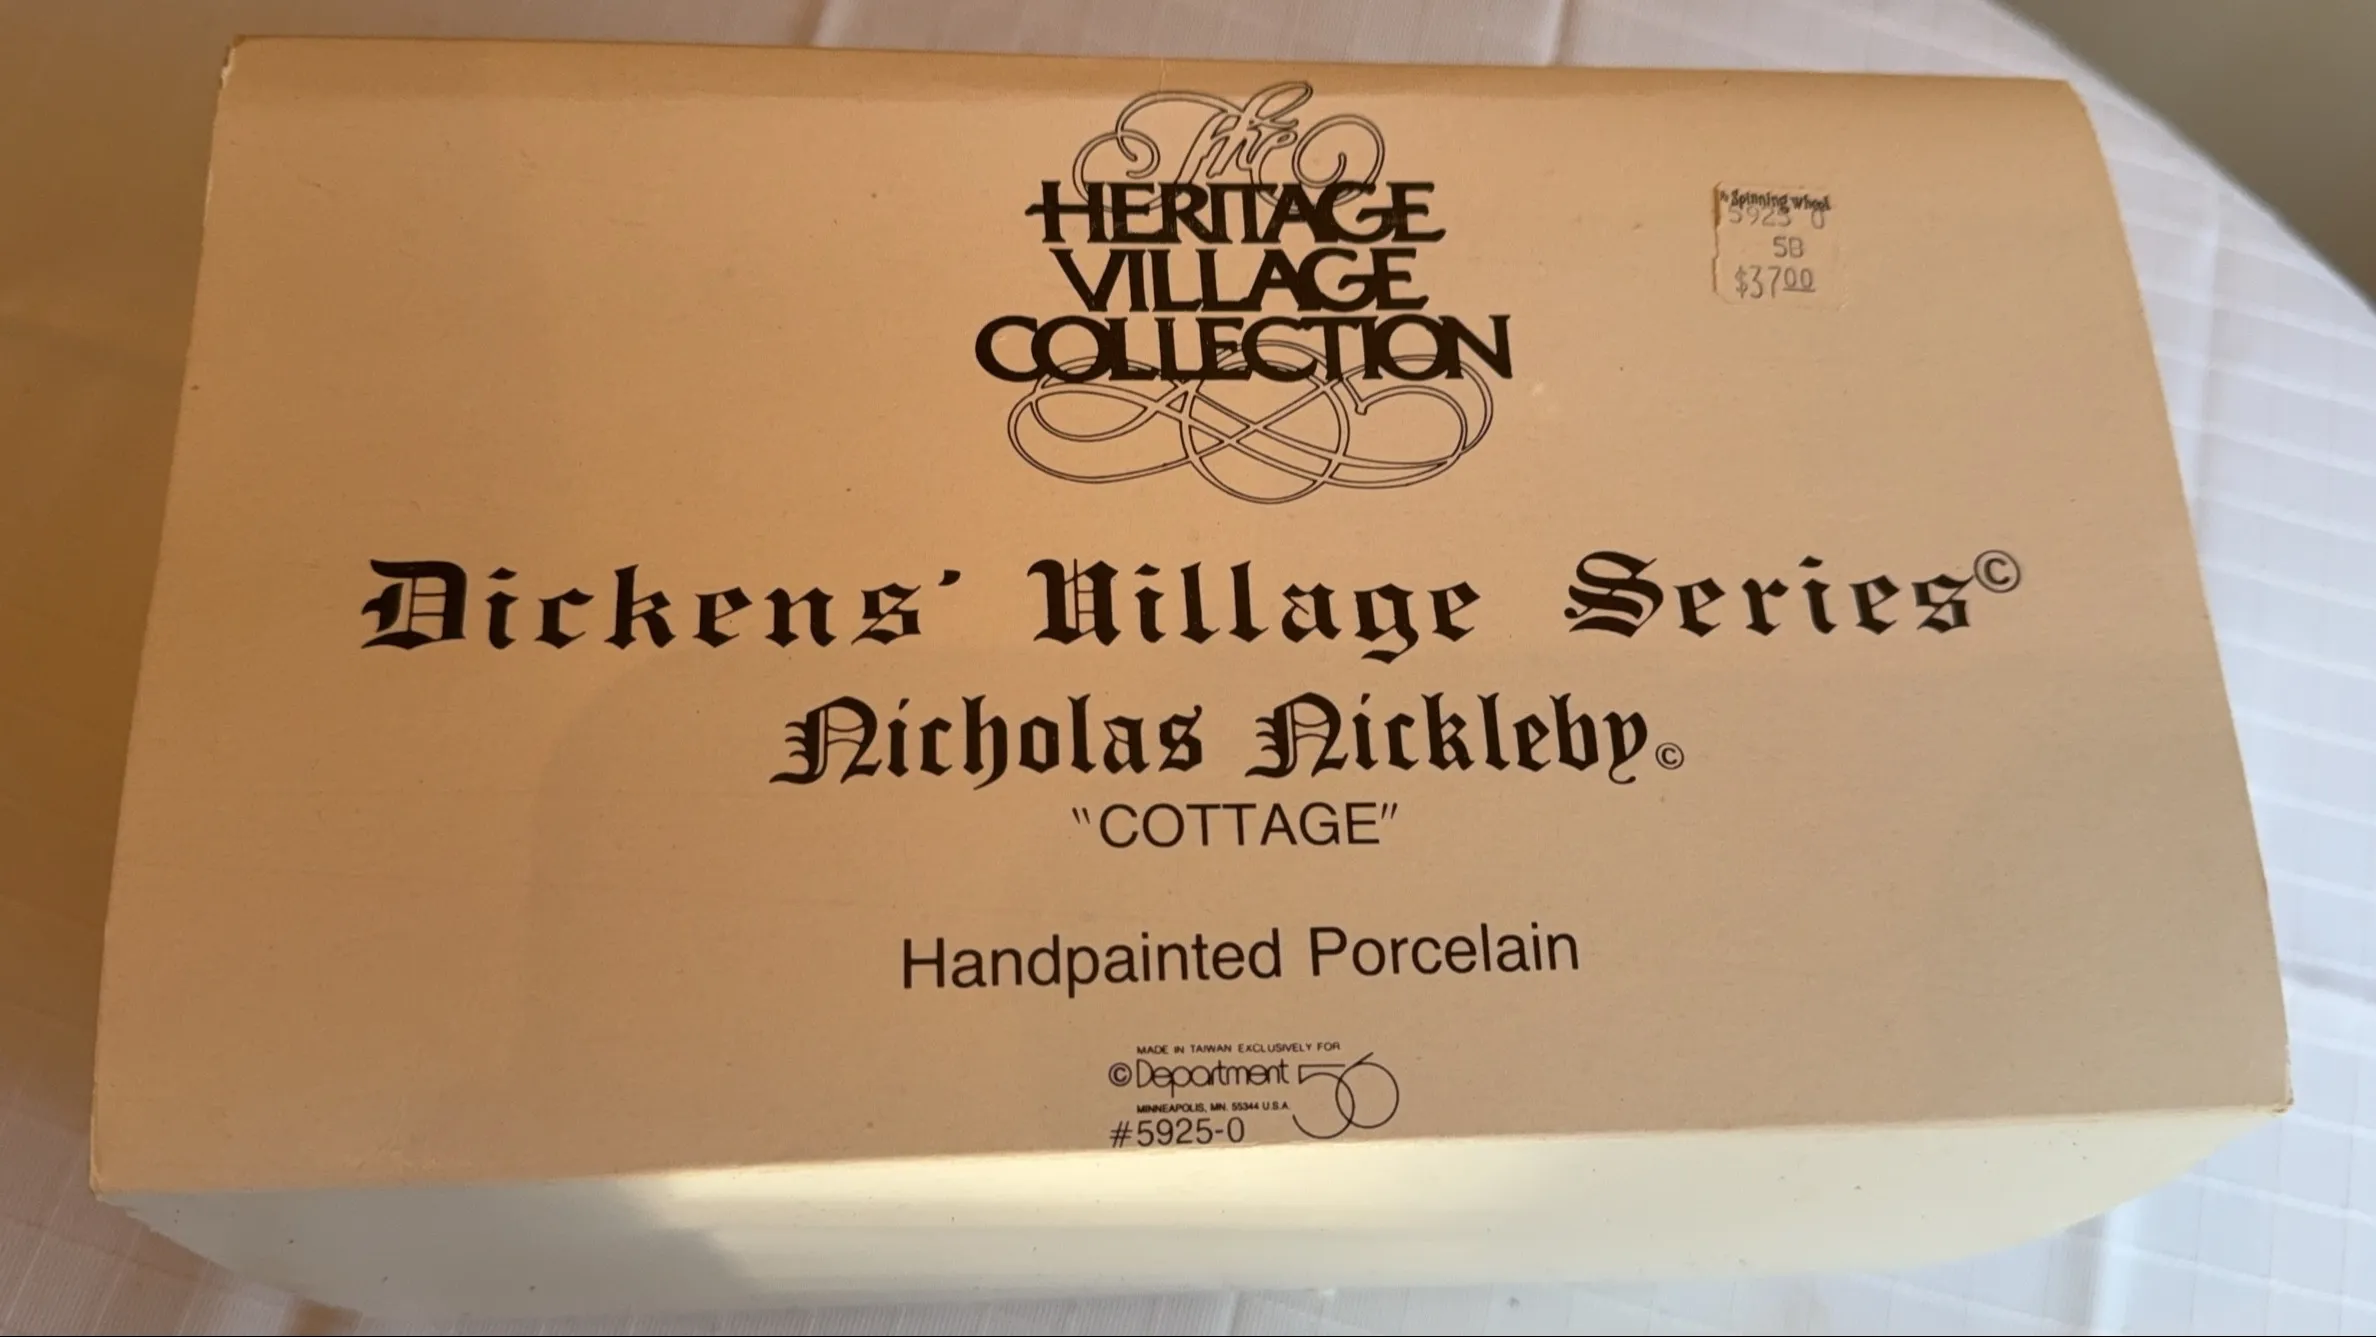 The
HERITAGE
VILLAGE
COLLECTION
Spinning Wheel
5925 0
5B
$37.00
Dickens' Village Series©
Nicholas Nickleby©
"COTTAGE"
Handpainted Porcelain
MADE IN TAIWAN EXCLUSIVELY FOR
©Department 56
MINNEAPOLIS, MN. 55344 U.S.A.
#5925-0